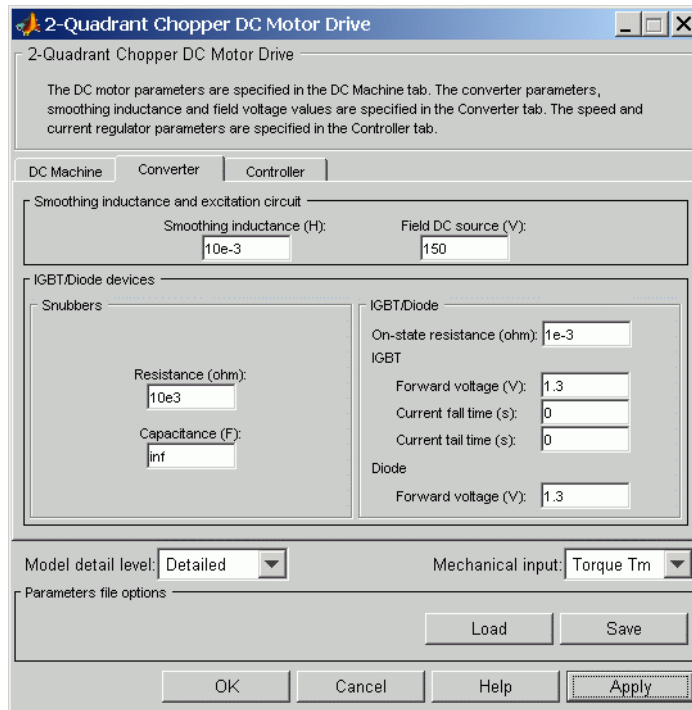 2-Quadrant Chopper DC Motor Drive
2-Quadrant Chopper DC Motor Drive
The DC motor parameters are specified in the DC Machine tab. The converter parameters,
smoothing inductance and field voltage values are specified in the Converter tab. The speed and
current regulator parameters are specified in the Controller tab.
DC Machine Converter Controller
Smoothing inductance and excitation circuit
Smoothing inductance (H): Field DC source (V):
10e-3 150
IGBT/Diode devices
Snubbers
Resistance (ohm):
10e3
Capacitance (F):
inf
IGBT/Diode
On-state resistance (ohm): 1e-3
IGBT
Forward voltage (V): 1.3
Current fall time (s): 0
Current tail time (s): 0
Diode
Forward voltage (V): 1.3
Model detail level: Detailed Mechanical input: Torque Tm
Parameters file options
Load Save
OK Cancel Help Apply